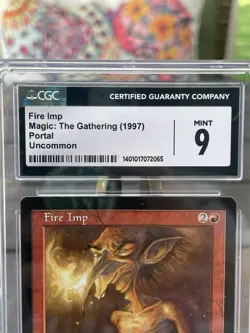 CGC
CERTIFIED GUARANTY COMPANY
Fire Imp
Magic: The Gathering (1997)
Portal
Uncommon
MINT
9
1401017072065
Fire Imp
2